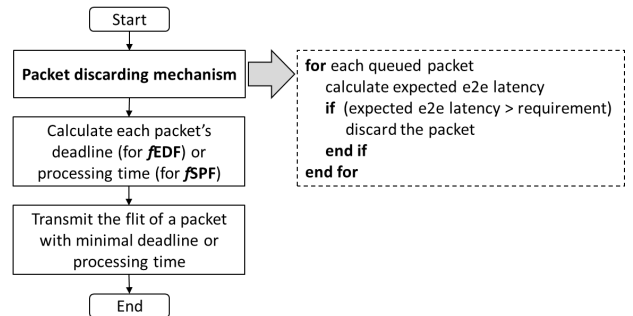 Start
Packet discarding mechanism
Calculate each packet's
deadline (for fEDF) or
processing time (for fSPF)
Transmit the flit of a packet
with minimal deadline or
processing time
End
for each queued packet
calculate expected e2e latency
if (expected e2e latency > requirement)
discard the packet
end if
end for